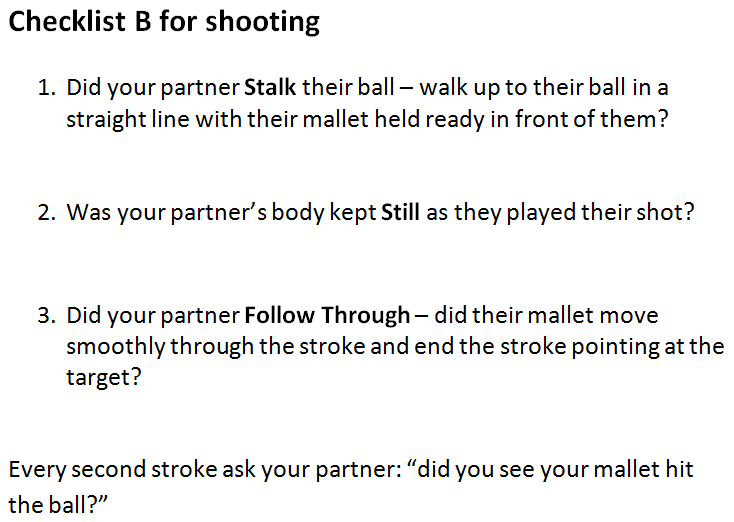 Checklist B for shooting
1. Did your partner Stalk their ball – walk up to their ball in a
straight line with their mallet held ready in front of them?
2. Was your partner’s body kept Still as they played their shot?
3. Did your partner Follow Through – did their mallet move
smoothly through the stroke and end the stroke pointing at the
target?
Every second stroke ask your partner: “did you see your mallet hit
the ball?”